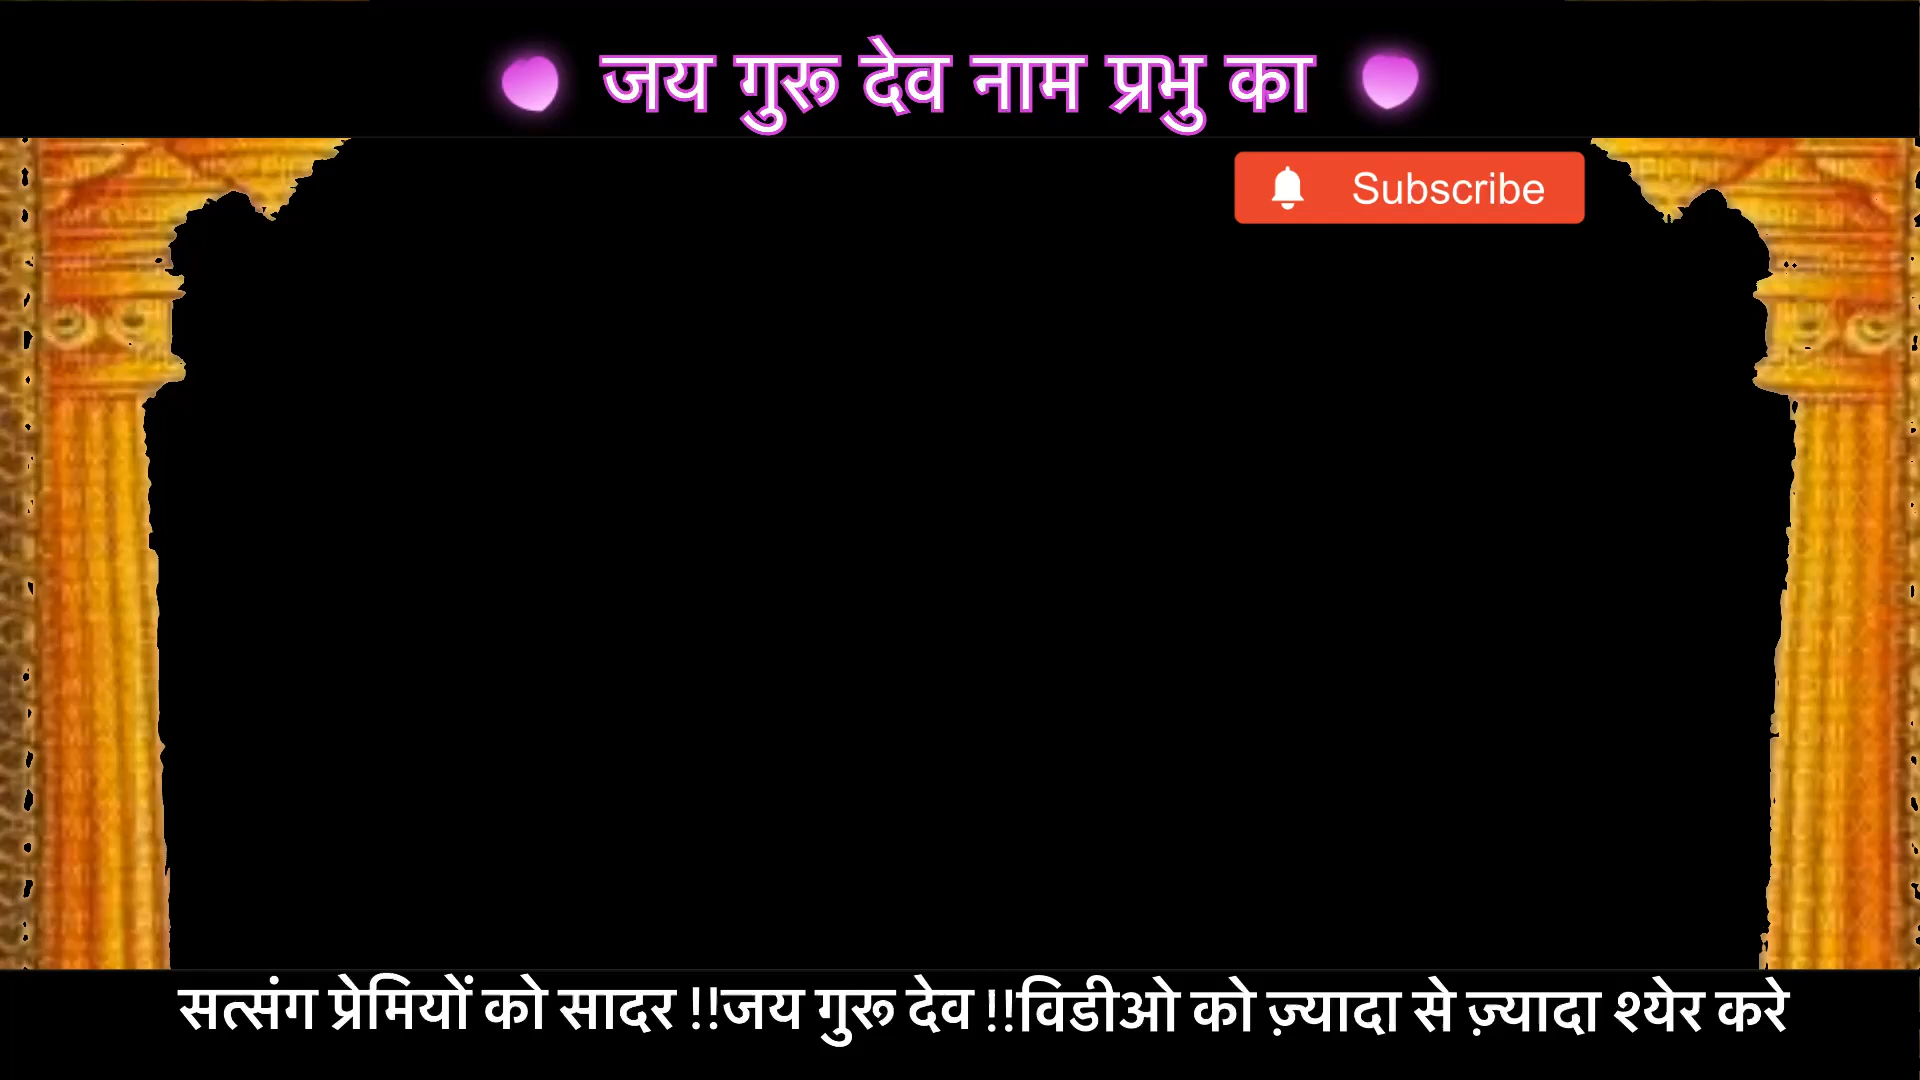 जय गुरू देव नाम प्रभु का
Subscribe
सत्संग प्रेमियों को सादर !!जय गुरू देव !!विडीओ को ज़्यादा से ज़्यादा श्येर करे